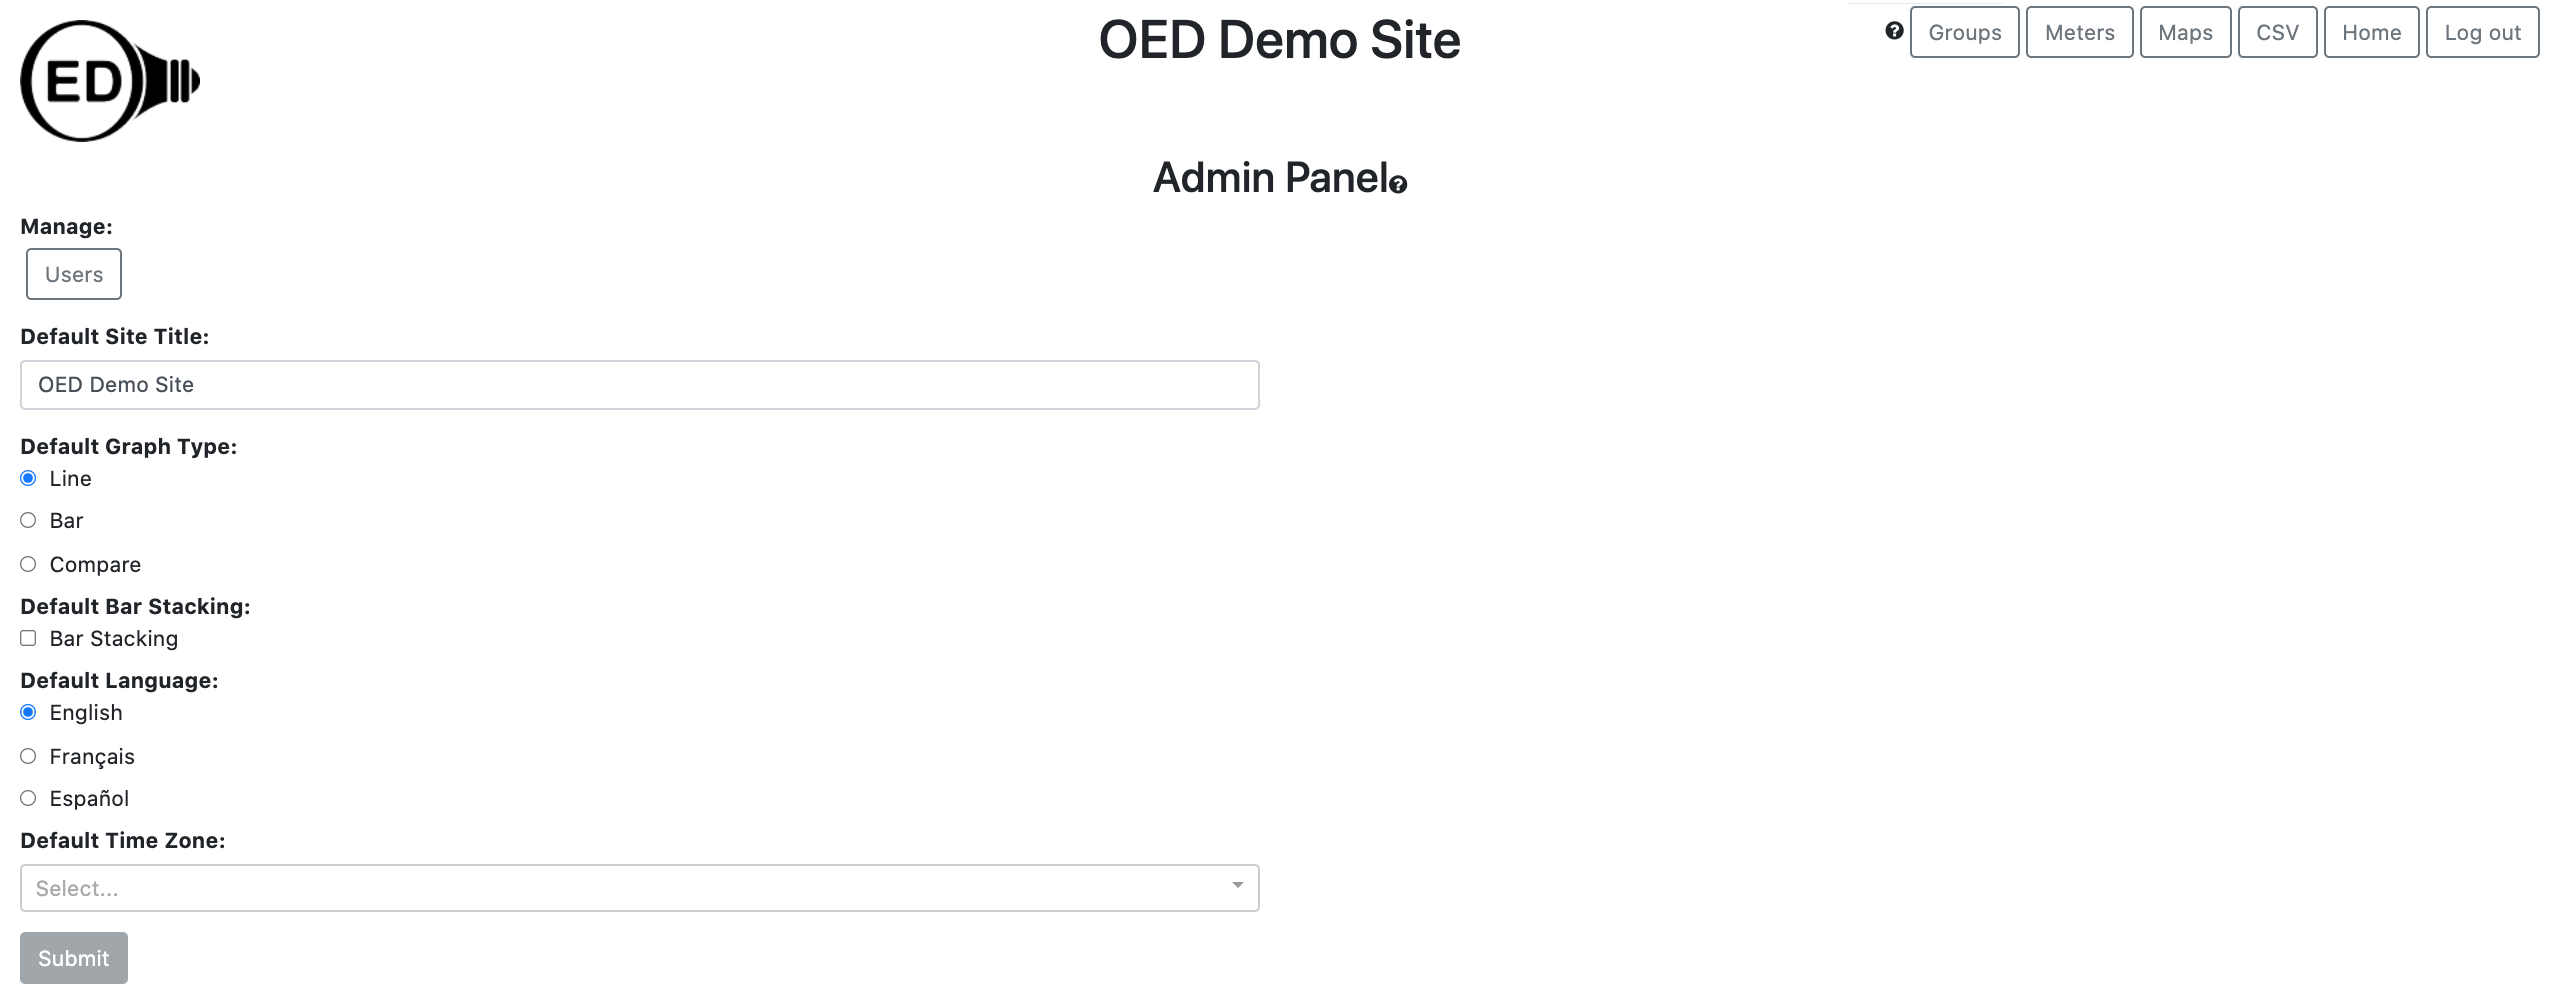 ED
OED Demo Site
Groups Meters Maps CSV Home Log out
Admin Panel
Manage:
Users
Default Site Title:
OED Demo Site
Default Graph Type:
Line
Bar
Compare
Default Bar Stacking:
Bar Stacking
Default Language:
English
Français
Español
Default Time Zone:
Select...
Submit